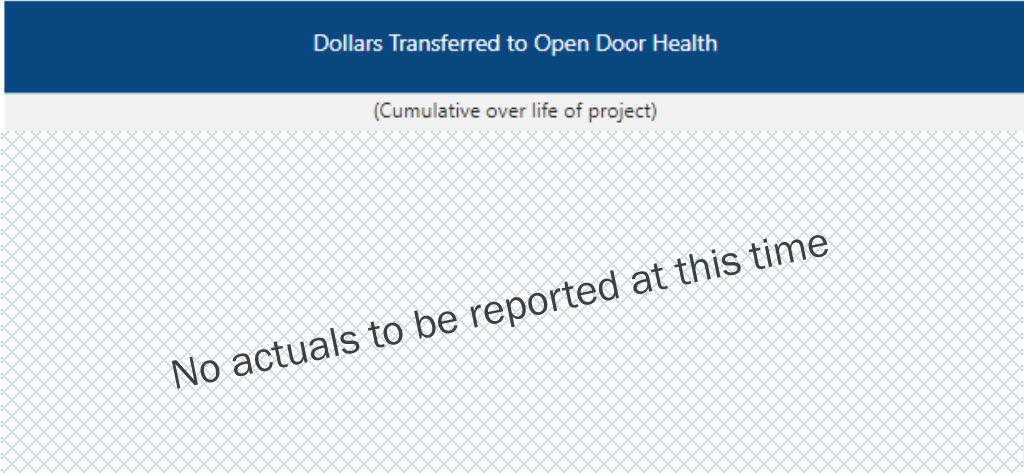 Dollars Transferred to Open Door Health
(Cumulative over life of project)
No actuals to be reported at this time